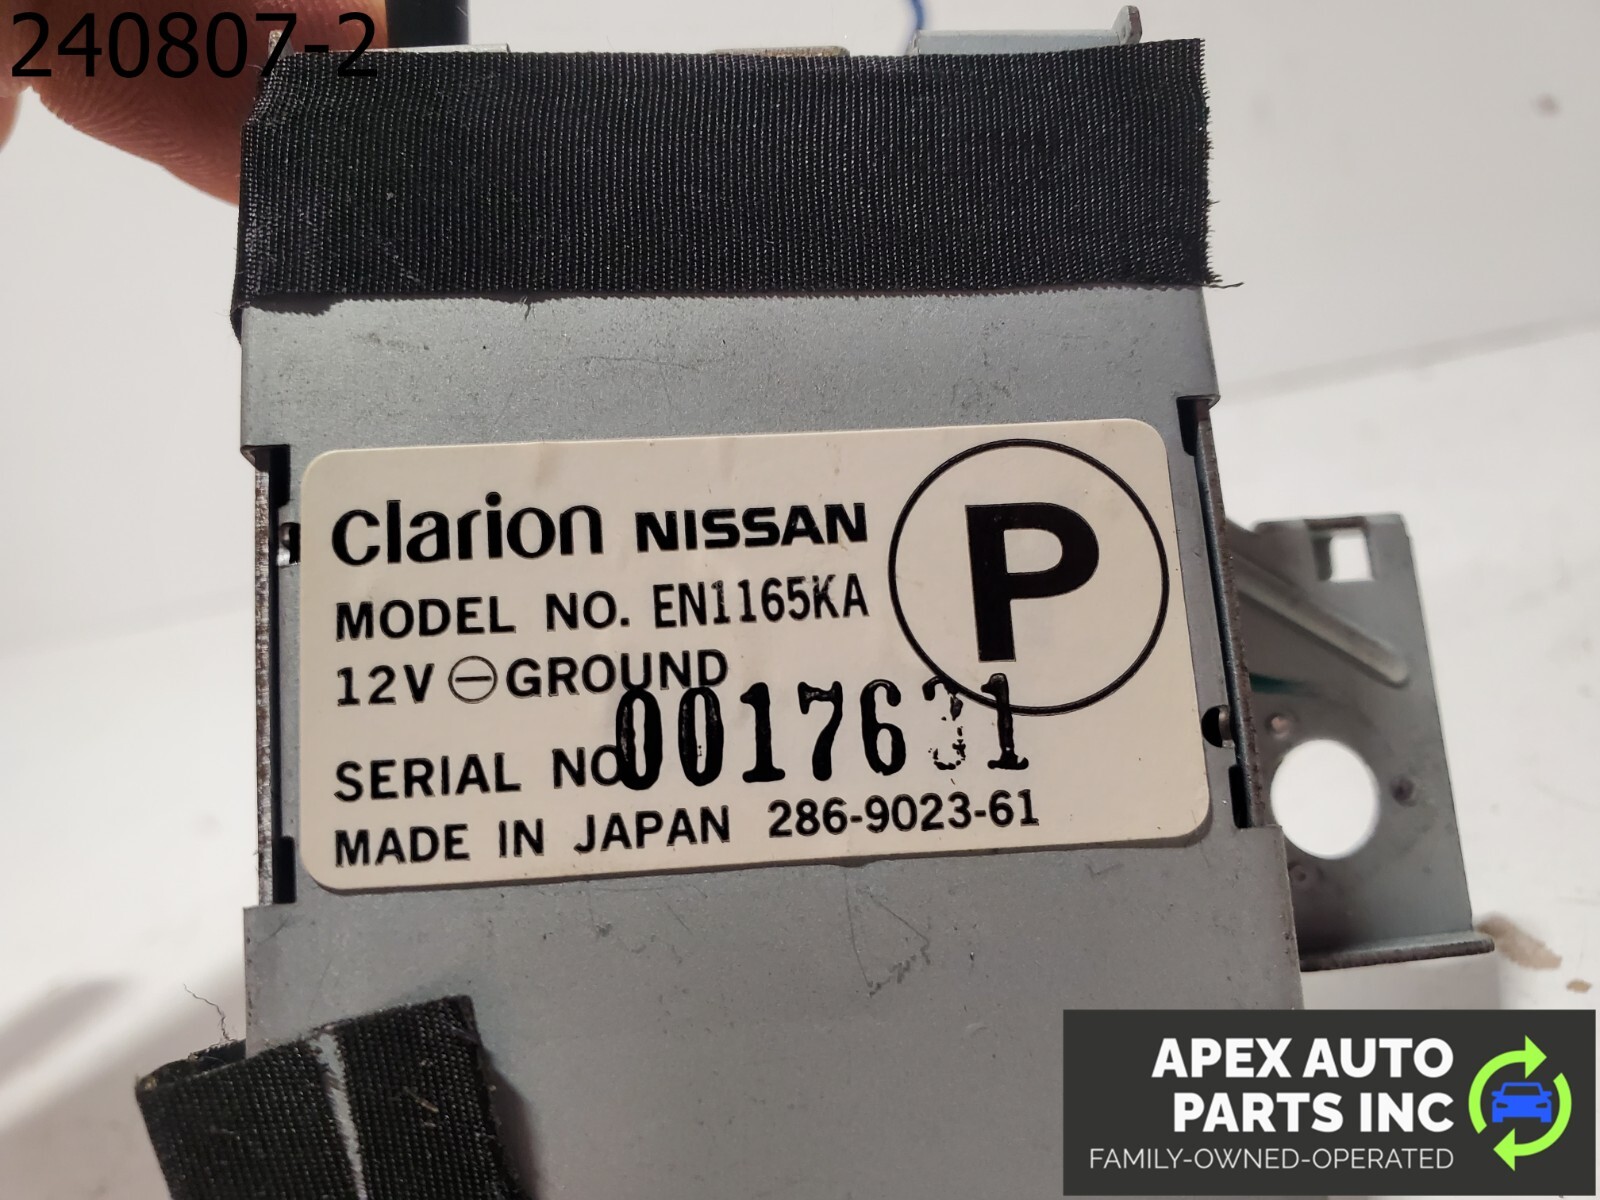 240807-2
clarion NISSAN
P
MODEL NO. EN1165KA
12V ⊖ GROUND
SERIAL NO. 0017631
MADE IN JAPAN 286-9023-61
APEX AUTO
PARTS INC
FAMILY-OWNED-OPERATED